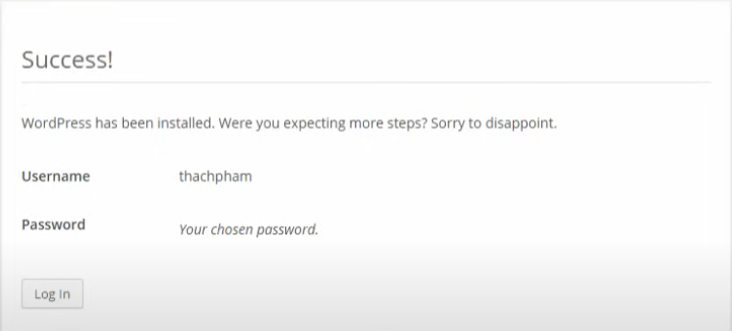 Success!
WordPress has been installed. Were you expecting more steps? Sorry to disappoint.
Username thachpham
Password Your chosen password.
Log In